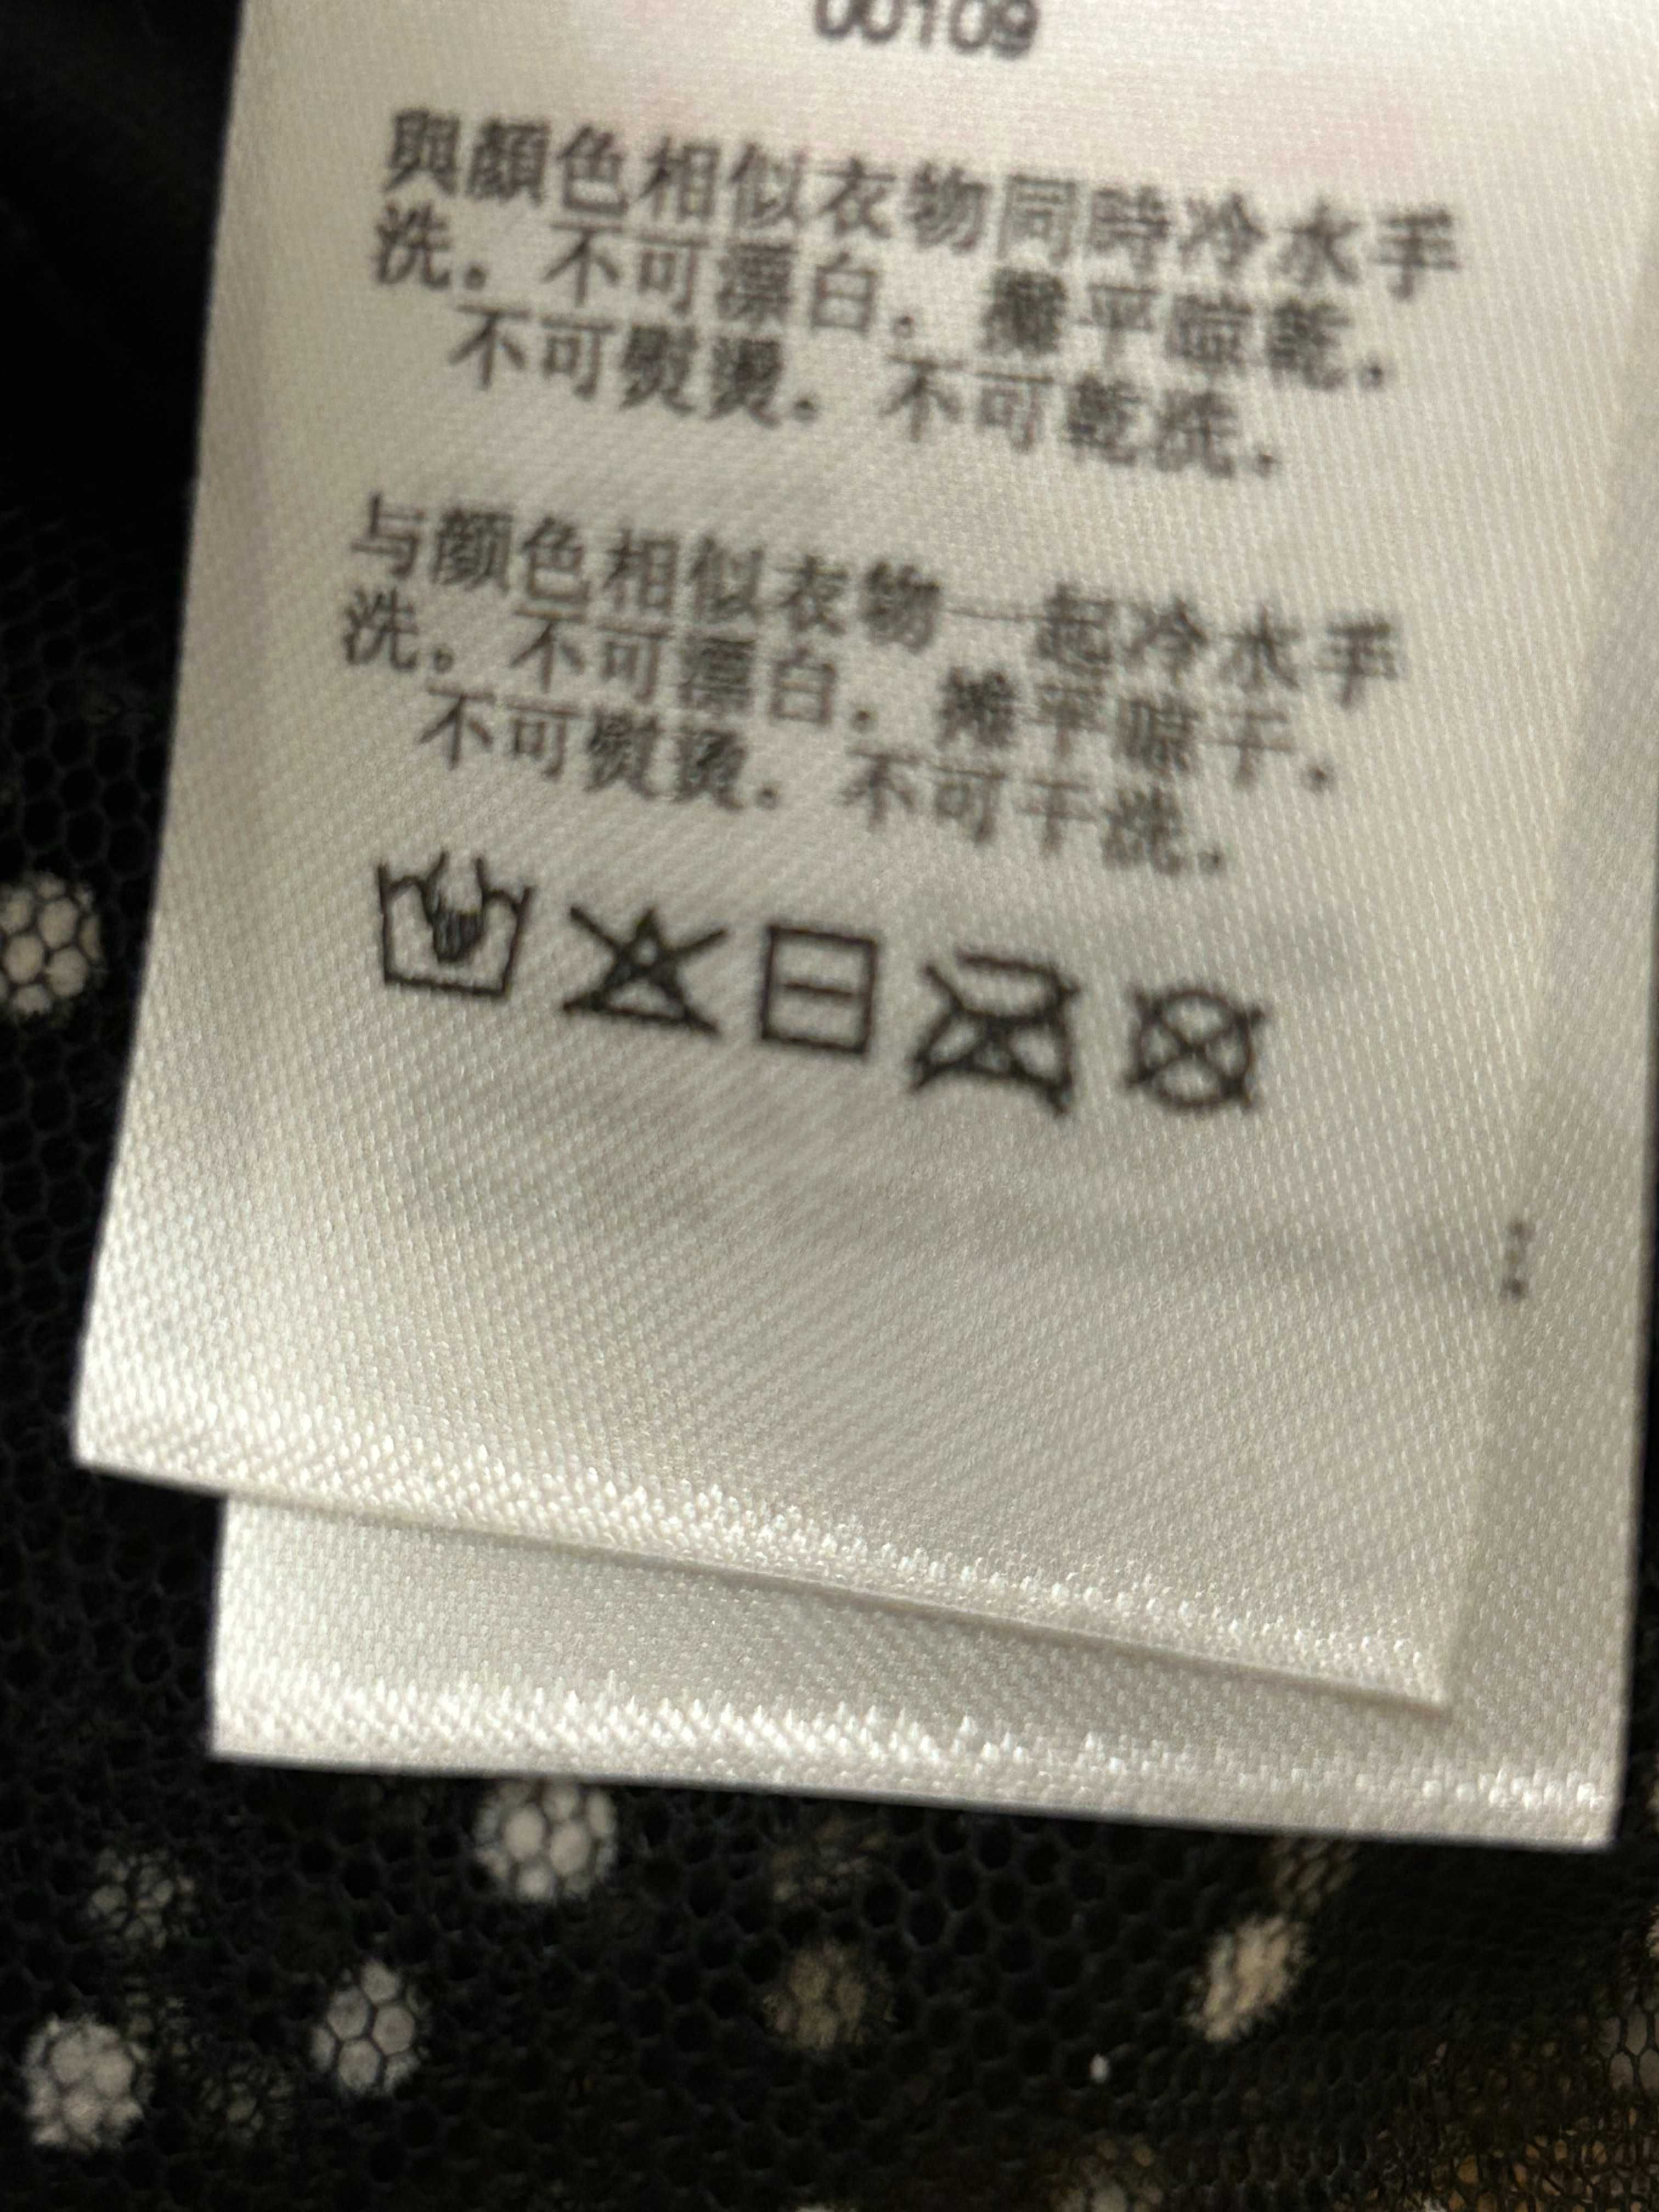 00109
與顏色相似衣物同時冷水手
洗。不可漂白。攤平晾乾。
不可熨燙。不可乾洗。
与颜色相似衣物一起冷水手
洗。不可漂白。摊平晾干。
不可熨烫。不可干洗。